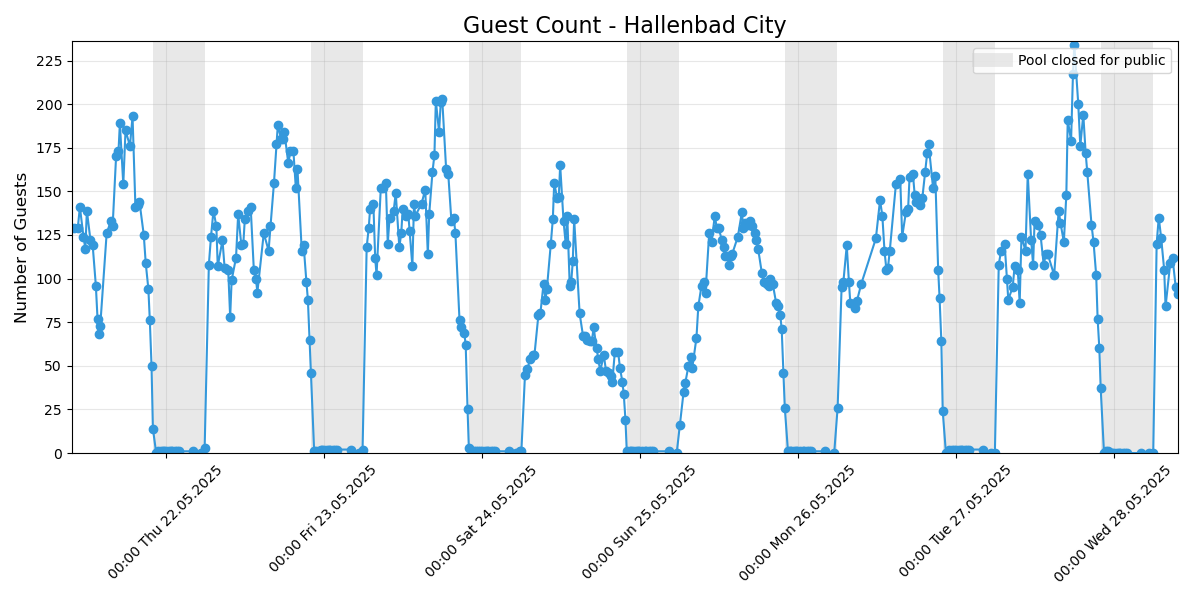 Guest Count - Hallenbad City
Pool closed for public
Number of Guests
225
200
175
150
125
100
75
50
25
0
00:00 Thu 22.05.2025
00:00 Fri 23.05.2025
00:00 Sat 24.05.2025
00:00 Sun 25.05.2025
00:00 Mon 26.05.2025
00:00 Tue 27.05.2025
00:00 Wed 28.05.2025